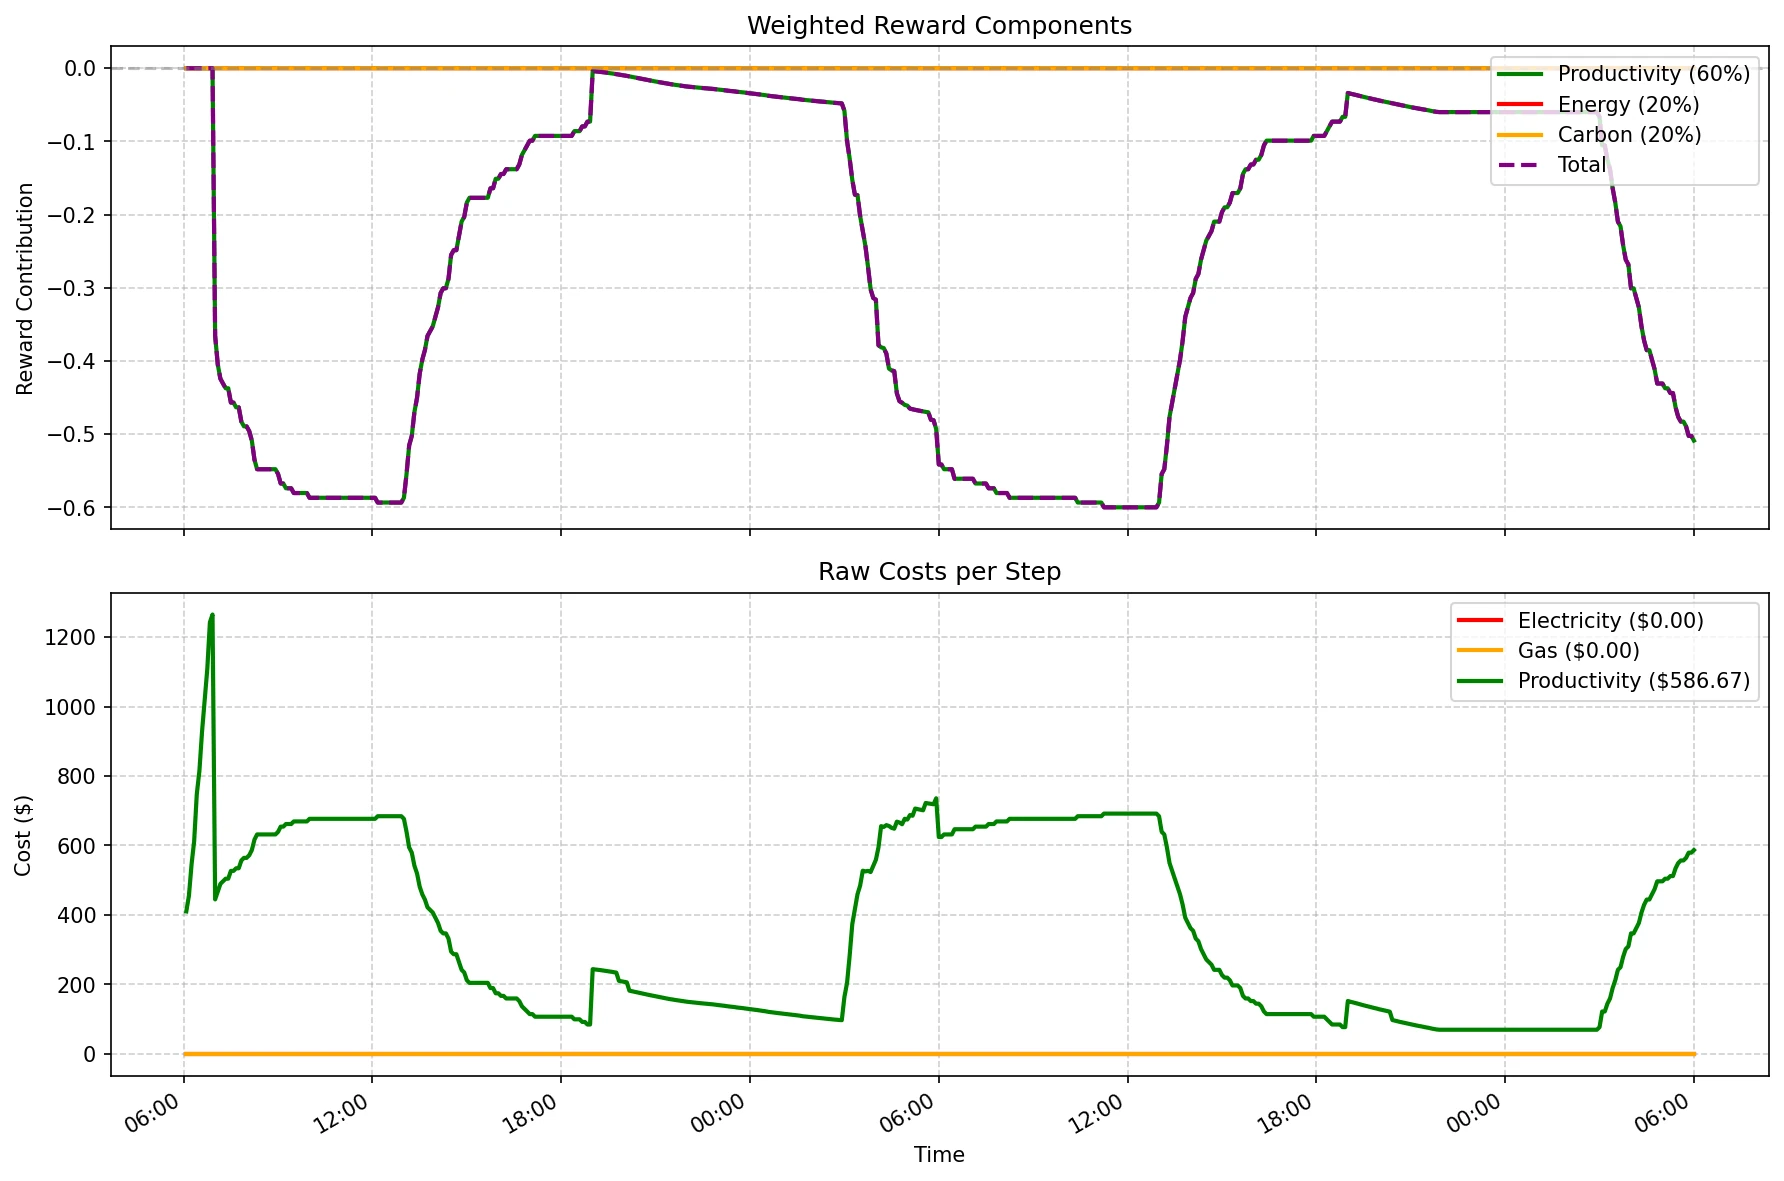 Weighted Reward Components
0.0
−0.1
−0.2
−0.3
−0.4
−0.5
−0.6
Reward Contribution
Productivity (60%)
Energy (20%)
Carbon (20%)
Total
Raw Costs per Step
1200
1000
800
600
400
200
0
Cost ($)
Electricity ($0.00)
Gas ($0.00)
Productivity ($586.67)
06:00
12:00
18:00
00:00
06:00
12:00
18:00
00:00
06:00
Time